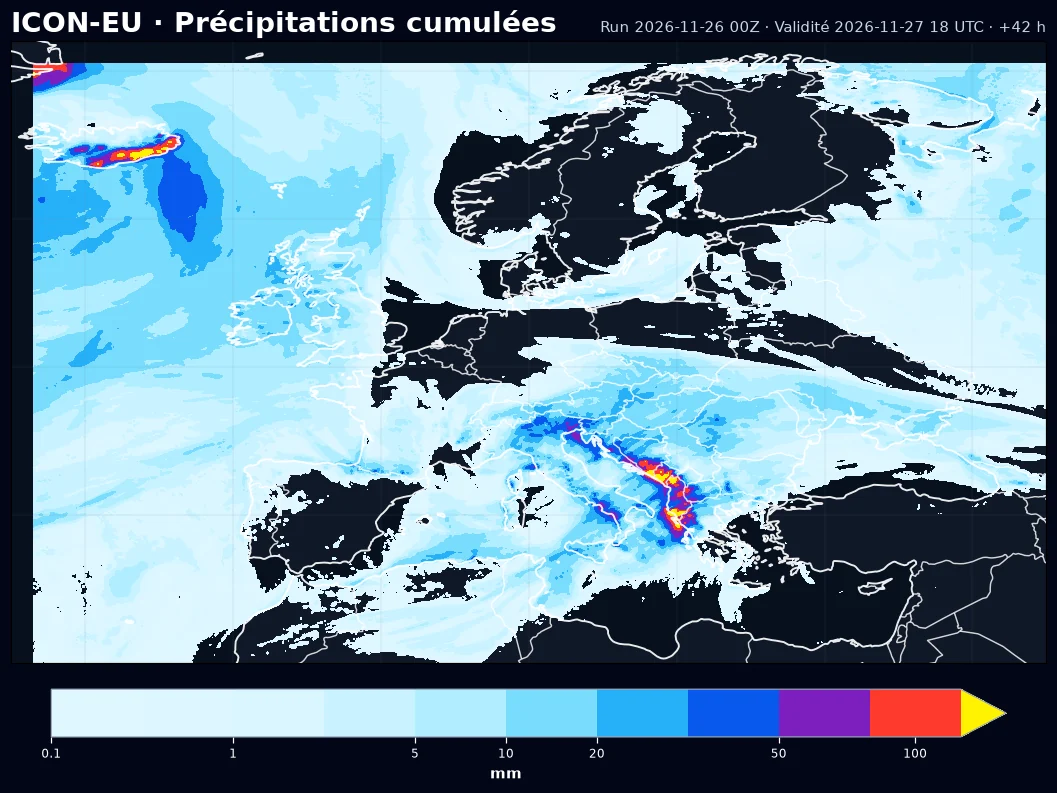 ICON-EU · Précipitations cumulées
Run 2026-11-26 00Z · Validité 2026-11-27 18 UTC · +42 h
0.1 1 5 10 20 50 100
mm